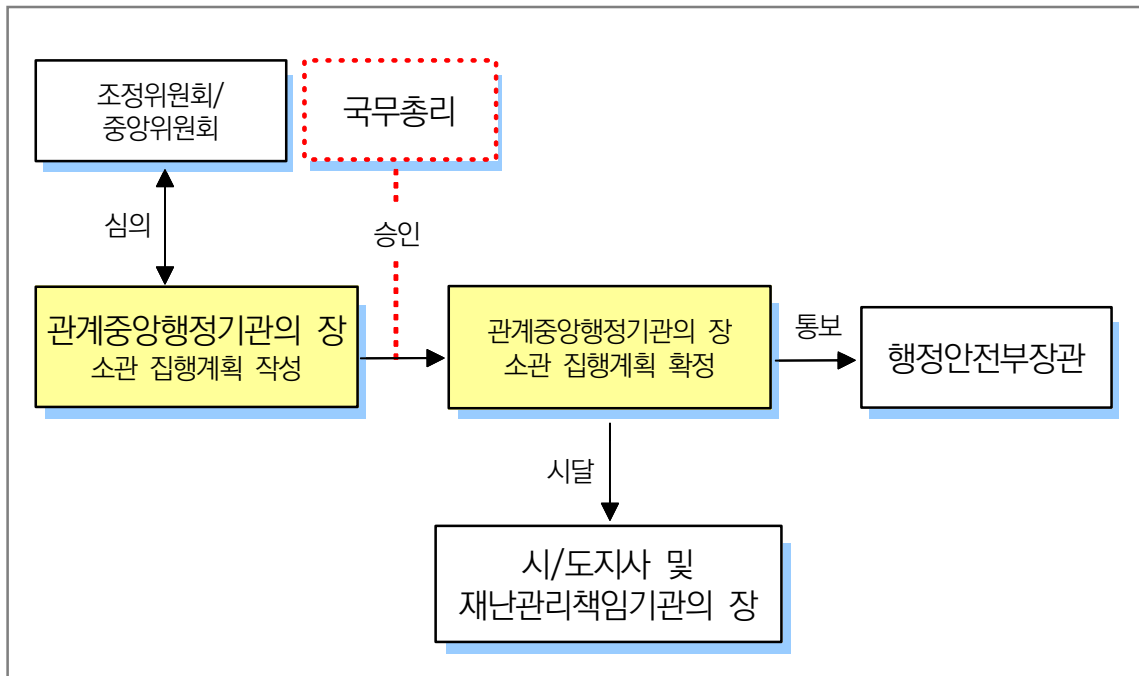 조정위원회/
중앙위원회
국무총리
심의
승인
관계중앙행정기관의 장
소관 집행계획 작성
관계중앙행정기관의 장
소관 집행계획 확정
통보
행정안전부장관
시달
시/도지사 및
재난관리책임기관의 장